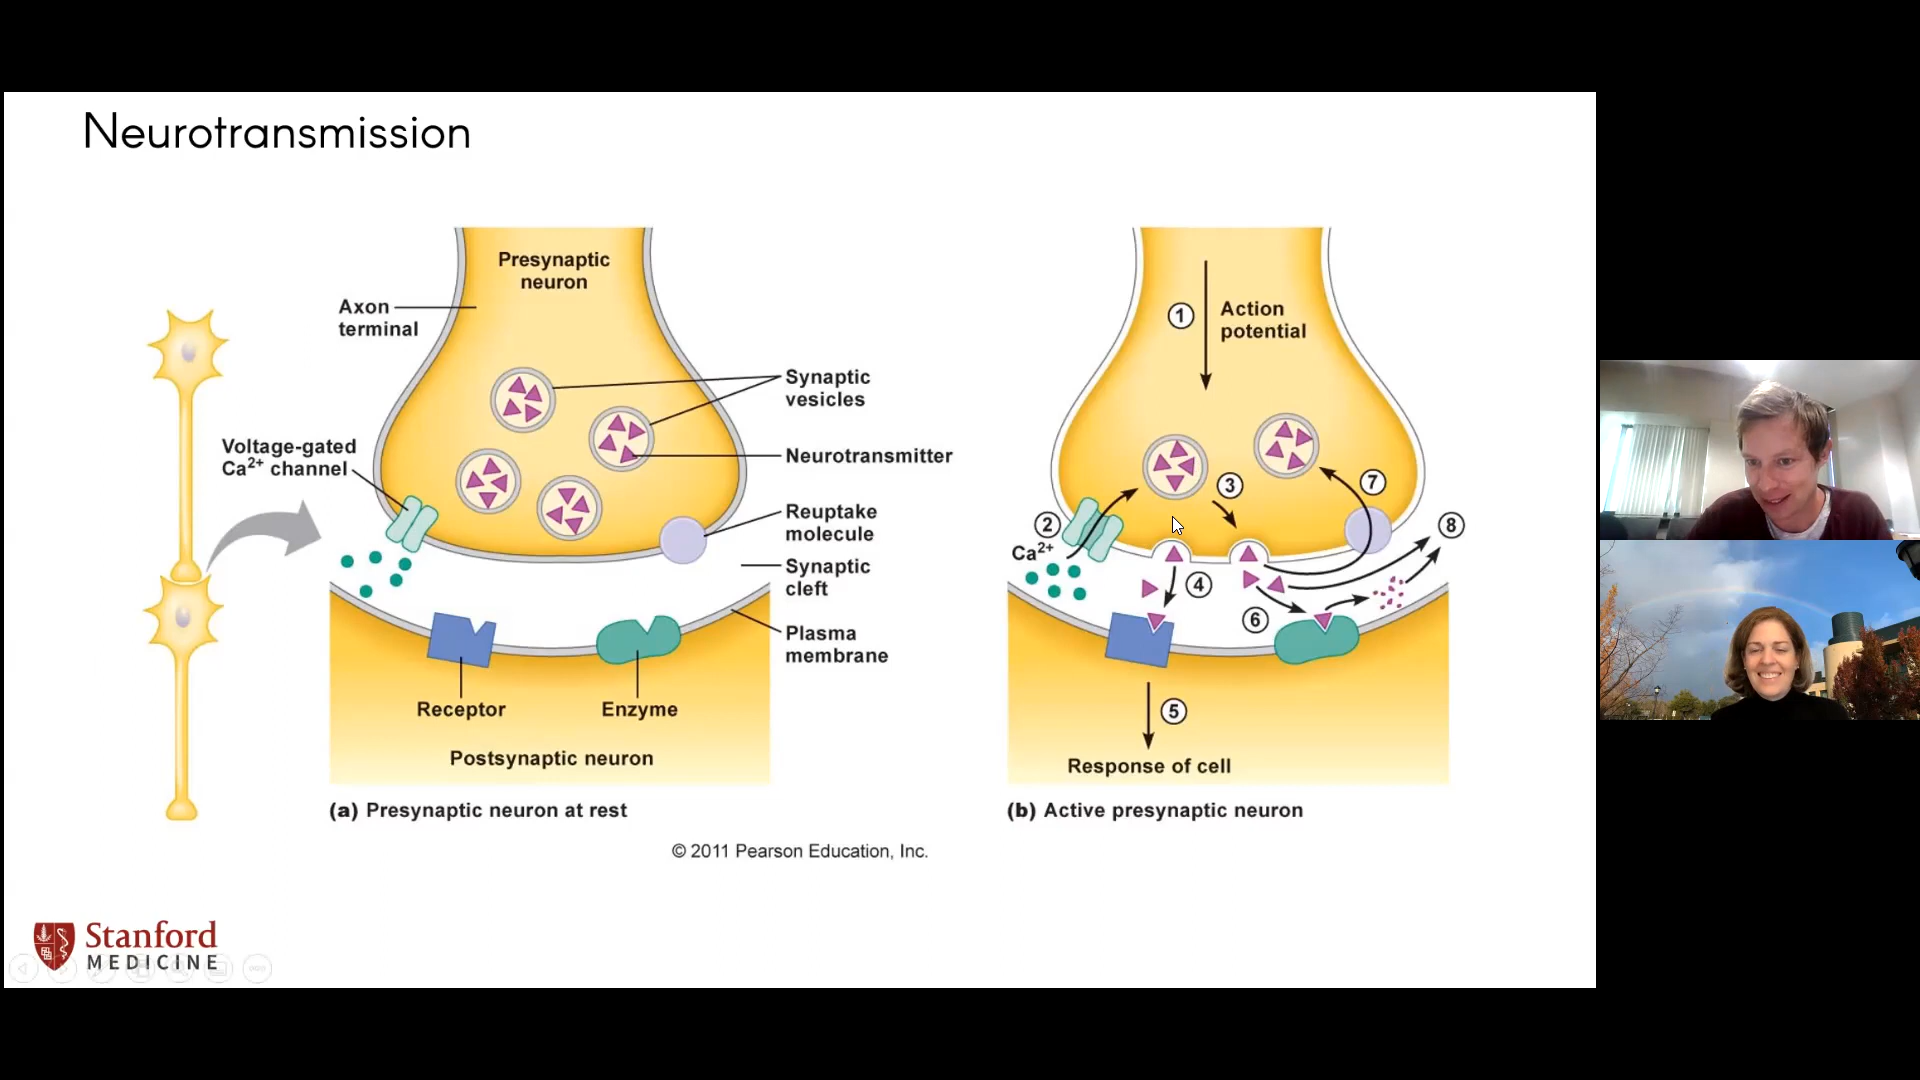 Neurotransmission
Presynaptic
neuron
Axon
terminal
Synaptic
vesicles
Voltage-gated
Ca2+ channel
Neurotransmitter
Reuptake
molecule
Synaptic
cleft
Plasma
membrane
Receptor
Enzyme
Postsynaptic neuron
(a) Presynaptic neuron at rest
1
Action
potential
2
Ca2+
3
4
5
6
7
8
Response of cell
(b) Active presynaptic neuron
© 2011 Pearson Education, Inc.
Stanford
MEDICINE